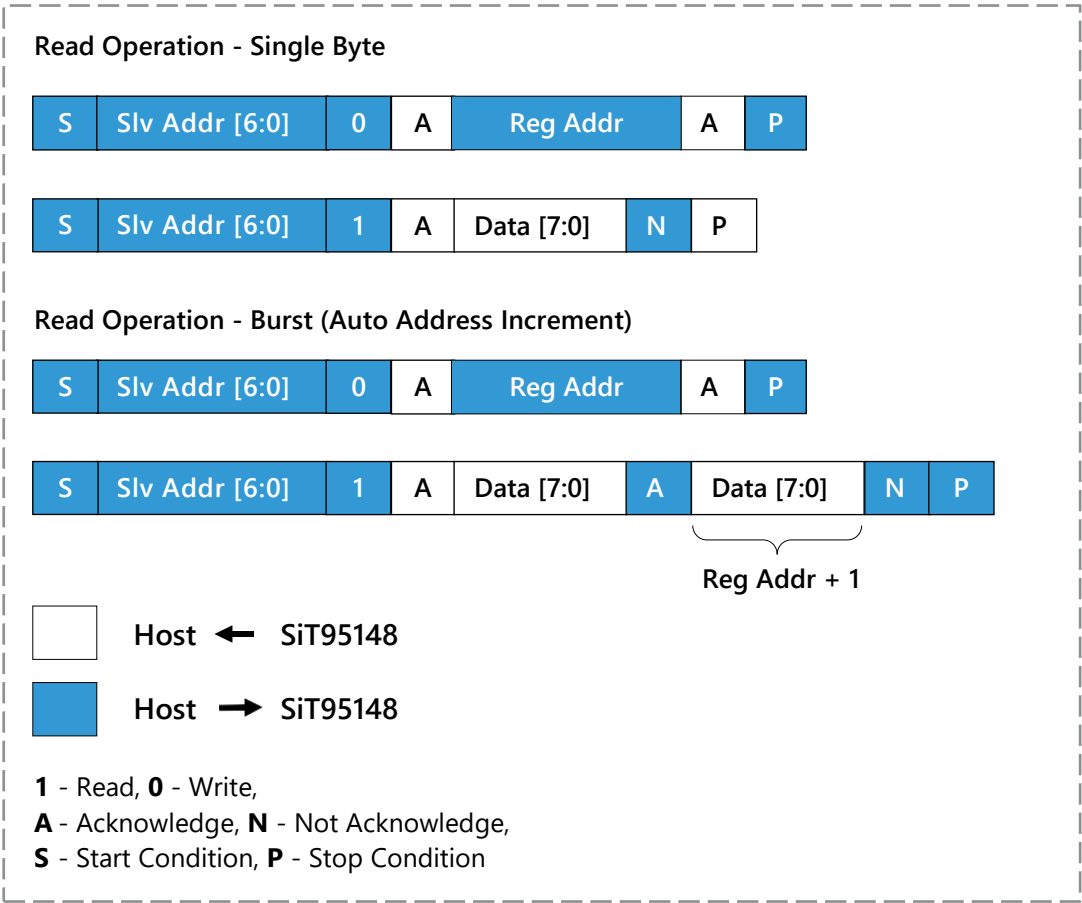 Read Operation - Single Byte
S Slv Addr [6:0] 0 A Reg Addr A P
S Slv Addr [6:0] 1 A Data [7:0] N P
Read Operation - Burst (Auto Address Increment)
S Slv Addr [6:0] 0 A Reg Addr A P
S Slv Addr [6:0] 1 A Data [7:0] A Data [7:0] N P
Reg Addr + 1
Host ← SiT95148
Host → SiT95148
1 - Read, 0 - Write,
A - Acknowledge, N - Not Acknowledge,
S - Start Condition, P - Stop Condition